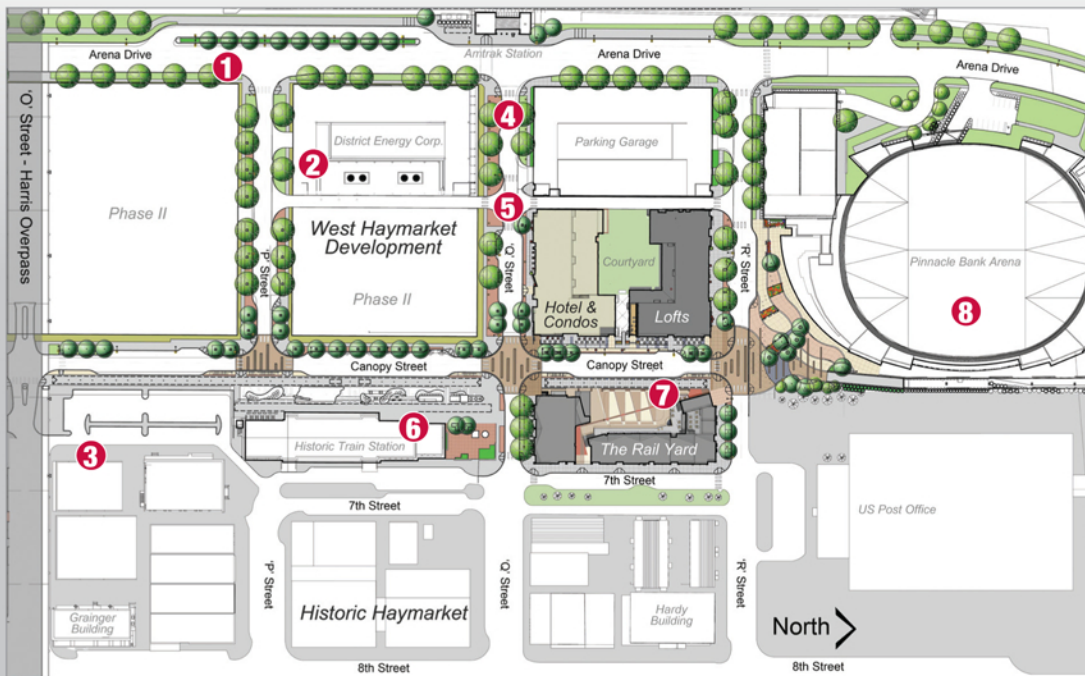 Amtrak Station
Arena Drive
Arena Drive
Arena Drive
1
'O' Street - Harris Overpass
4
District Energy Corp.
Parking Garage
2
5
Phase II
West Haymarket
Development
'P' Street
Phase II
'Q' Street
Courtyard
Hotel &
Condos
Lofts
'R' Street
Pinnacle Bank Arena
8
Canopy Street
Canopy Street
7
6
Historic Train Station
The Rail Yard
3
7th Street
7th Street
US Post Office
'P' Street
'Q' Street
'R' Street
Historic Haymarket
Grainger
Building
Hardy
Building
North
8th Street
8th Street